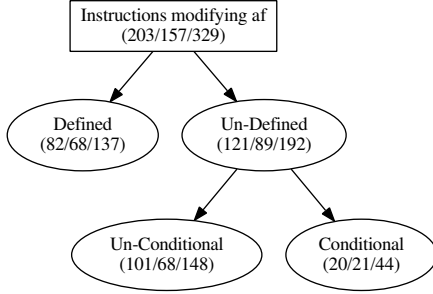 Instructions modifying af
(203/157/329)
Defined
(82/68/137)
Un-Defined
(121/89/192)
Un-Conditional
(101/68/148)
Conditional
(20/21/44)